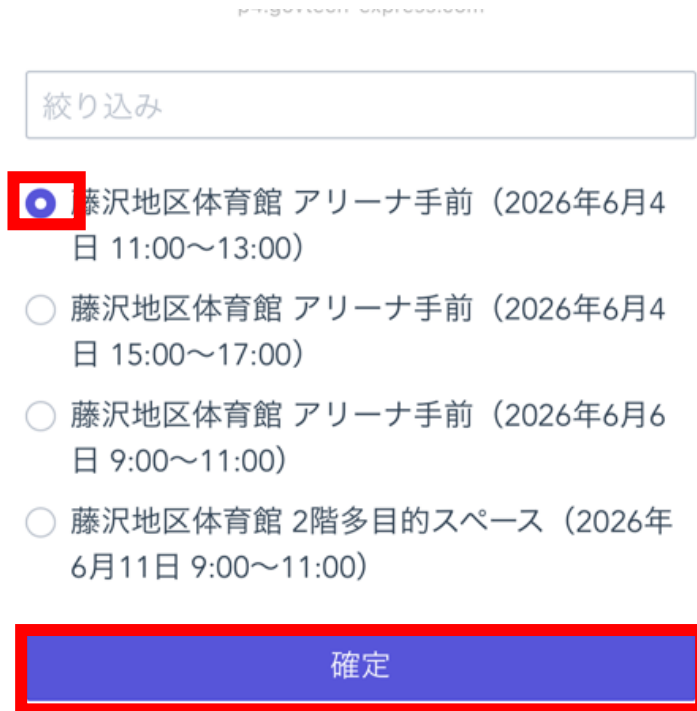 p4.govtech-express.com
絞り込み
藤沢地区体育館 アリーナ手前（2026年6月4
日 11:00～13:00）
藤沢地区体育館 アリーナ手前（2026年6月4
日 15:00～17:00）
藤沢地区体育館 アリーナ手前（2026年6月6
日 9:00～11:00）
藤沢地区体育館 2階多目的スペース（2026年
6月11日 9:00～11:00）
確定